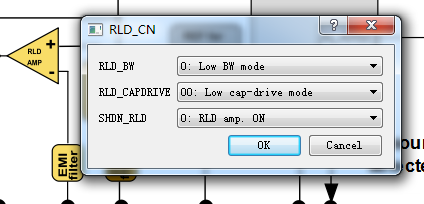 RLD_CN
RLD_BW
0: Low BW mode
RLD_CAPDRIVE
00: Low cap-drive mode
SHDN_RLD
0: RLD amp. ON
OK
Cancel
RLD
AMP
+
-
EMI
filter